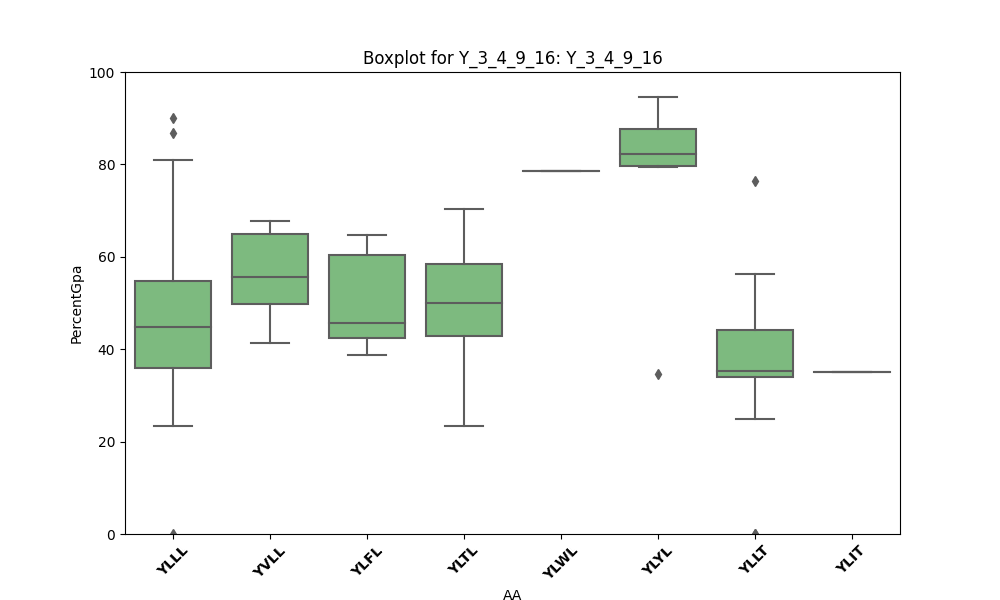 Boxplot for Y_3_4_9_16: Y_3_4_9_16
PercentGpa
100
80
60
40
20
0
YLLL
YVLL
YLFL
YLTL
YLWL
YLYL
YLLT
YLIT
AA